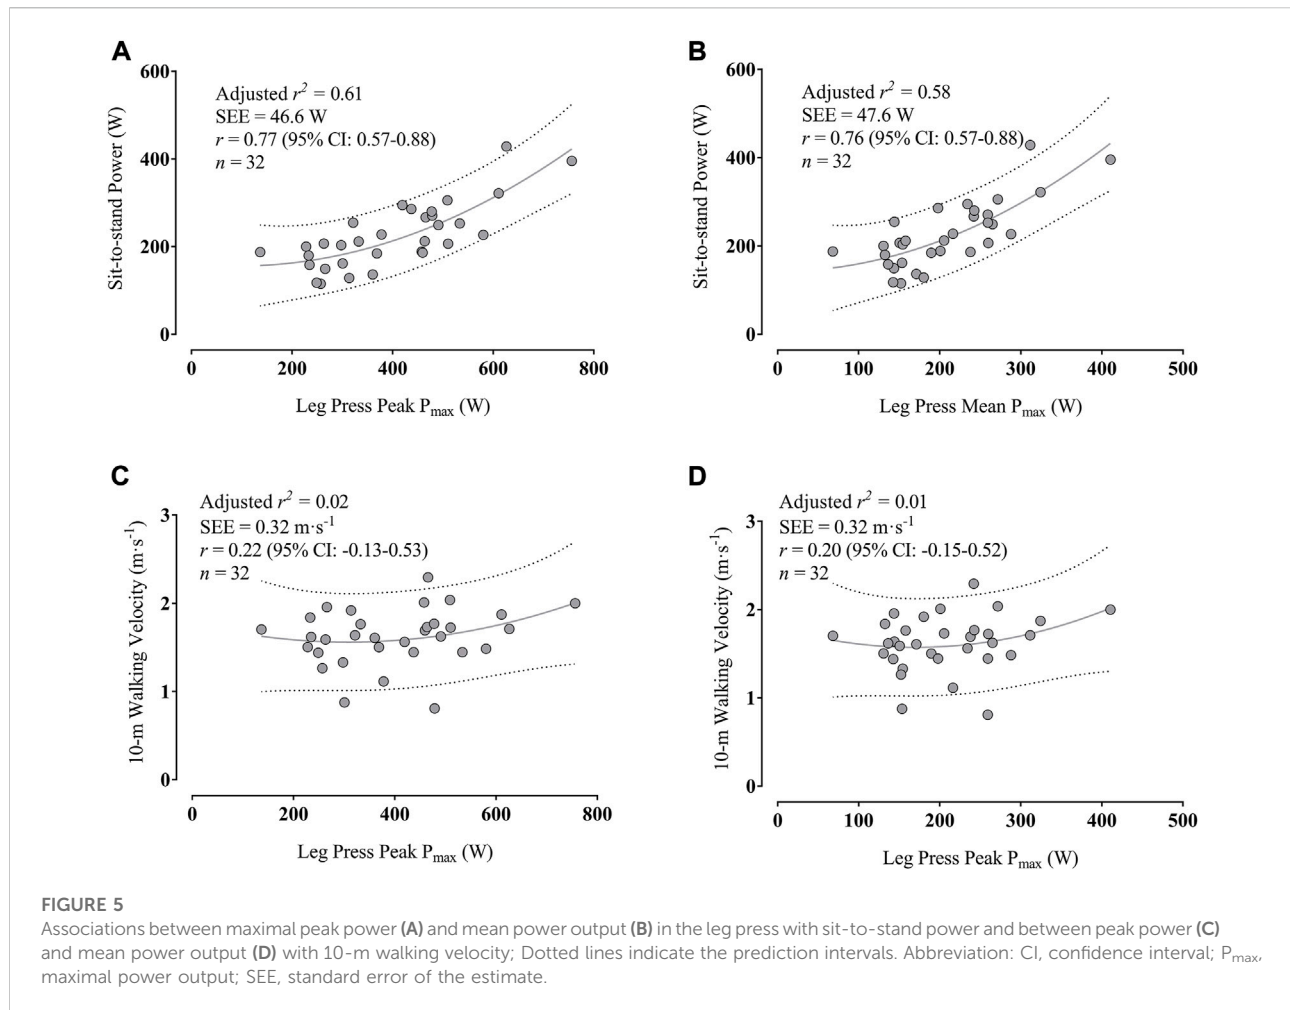 A
600
400
200
0
Sit-to-stand Power (W)
Adjusted r² = 0.61
SEE = 46.6 W
r = 0.77 (95% CI: 0.57-0.88)
n = 32
0 200 400 600 800
Leg Press Peak Pmax (W)
B
600
400
200
0
Sit-to-stand Power (W)
Adjusted r² = 0.58
SEE = 47.6 W
r = 0.76 (95% CI: 0.57-0.88)
n = 32
0 100 200 300 400 500
Leg Press Mean Pmax (W)
C
3
2
1
0
10-m Walking Velocity (m·s⁻¹)
Adjusted r² = 0.02
SEE = 0.32 m·s⁻¹
r = 0.22 (95% CI: -0.13-0.53)
n = 32
0 200 400 600 800
Leg Press Peak Pmax (W)
D
3
2
1
0
10-m Walking Velocity (m·s⁻¹)
Adjusted r² = 0.01
SEE = 0.32 m·s⁻¹
r = 0.20 (95% CI: -0.15-0.52)
n = 32
0 100 200 300 400 500
Leg Press Peak Pmax (W)
FIGURE 5
Associations between maximal peak power (A) and mean power output (B) in the leg press with sit-to-stand power and between peak power (C)
and mean power output (D) with 10-m walking velocity; Dotted lines indicate the prediction intervals. Abbreviation: CI, confidence interval; Pmax,
maximal power output; SEE, standard error of the estimate.